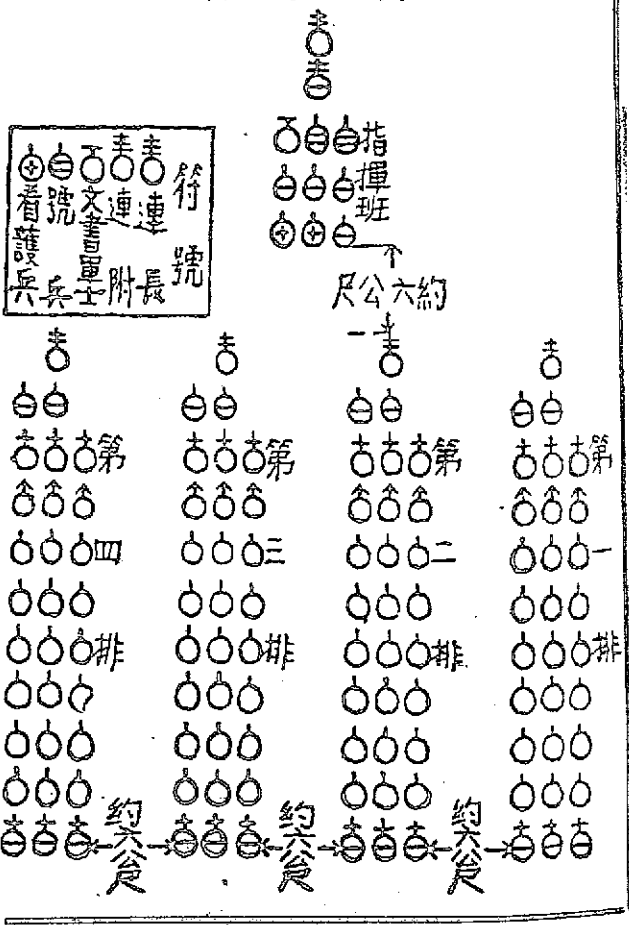 指揮班
符號
連長
連附
文書軍士
號兵
看護兵
約六公尺
第一排
第二排
第三排
第四排
約六公尺
約六公尺
約六公尺